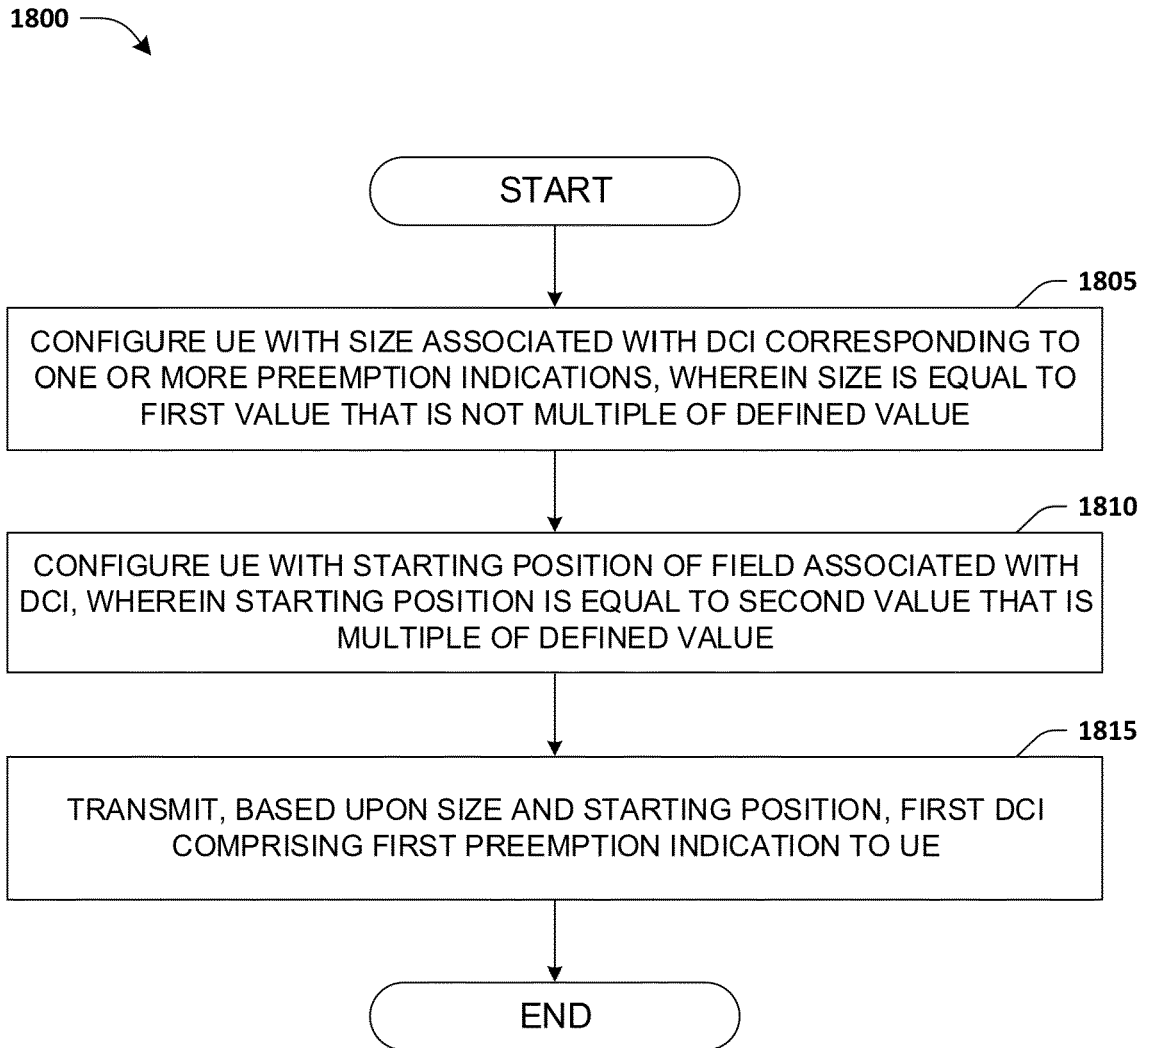 1800
START
1805
CONFIGURE UE WITH SIZE ASSOCIATED WITH DCI CORRESPONDING TO
ONE OR MORE PREEMPTION INDICATIONS, WHEREIN SIZE IS EQUAL TO
FIRST VALUE THAT IS NOT MULTIPLE OF DEFINED VALUE
1810
CONFIGURE UE WITH STARTING POSITION OF FIELD ASSOCIATED WITH
DCI, WHEREIN STARTING POSITION IS EQUAL TO SECOND VALUE THAT IS
MULTIPLE OF DEFINED VALUE
1815
TRANSMIT, BASED UPON SIZE AND STARTING POSITION, FIRST DCI
COMPRISING FIRST PREEMPTION INDICATION TO UE
END